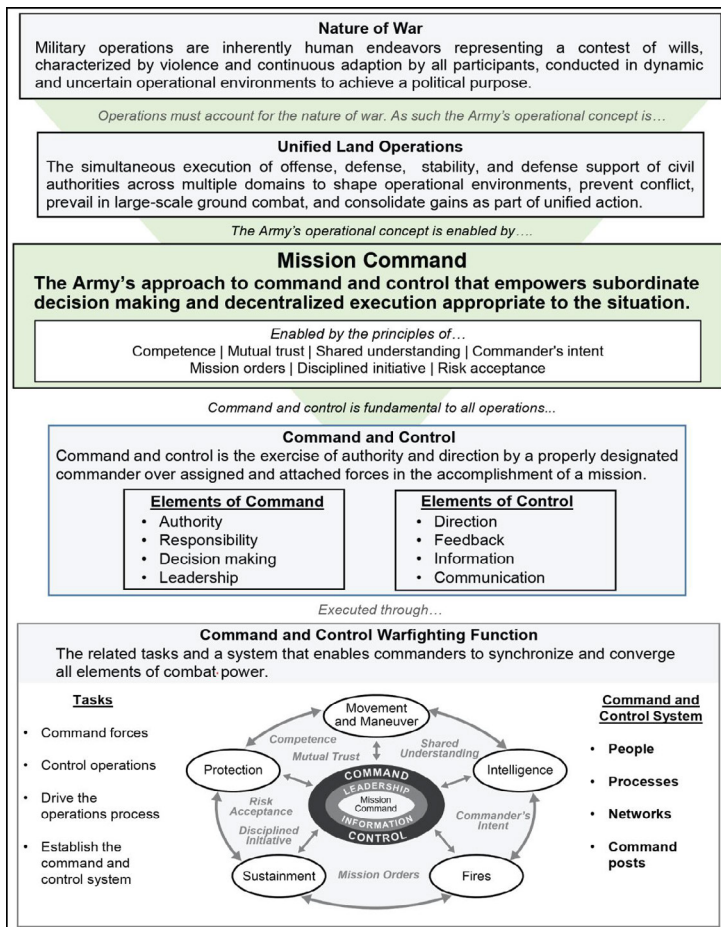 Nature of War
Military operations are inherently human endeavors representing a contest of wills,
characterized by violence and continuous adaption by all participants, conducted in dynamic
and uncertain operational environments to achieve a political purpose.
Operations must account for the nature of war. As such the Army's operational concept is…
Unified Land Operations
The simultaneous execution of offense, defense, stability, and defense support of civil
authorities across multiple domains to shape operational environments, prevent conflict,
prevail in large-scale ground combat, and consolidate gains as part of unified action.
The Army's operational concept is enabled by….
Mission Command
The Army's approach to command and control that empowers subordinate
decision making and decentralized execution appropriate to the situation.
Enabled by the principles of…
Competence | Mutual trust | Shared understanding | Commander's intent
Mission orders | Disciplined initiative | Risk acceptance
Command and control is fundamental to all operations...
Command and Control
Command and control is the exercise of authority and direction by a properly designated
commander over assigned and attached forces in the accomplishment of a mission.
Elements of Command
• Authority
• Responsibility
• Decision making
• Leadership
Elements of Control
• Direction
• Feedback
• Information
• Communication
Executed through…
Command and Control Warfighting Function
The related tasks and a system that enables commanders to synchronize and converge
all elements of combat power.
Tasks
• Command forces
• Control operations
• Drive the
operations process
• Establish the
command and
control system
Movement
and Maneuver
Competence
Mutual Trust
Shared
Understanding
Protection
Intelligence
COMMAND
LEADERSHIP
Mission
Command
INFORMATION
CONTROL
Risk
Acceptance
Disciplined
Initiative
Commander's
Intent
Sustainment
Mission Orders
Fires
Command and
Control System
• People
• Processes
• Networks
• Command
posts